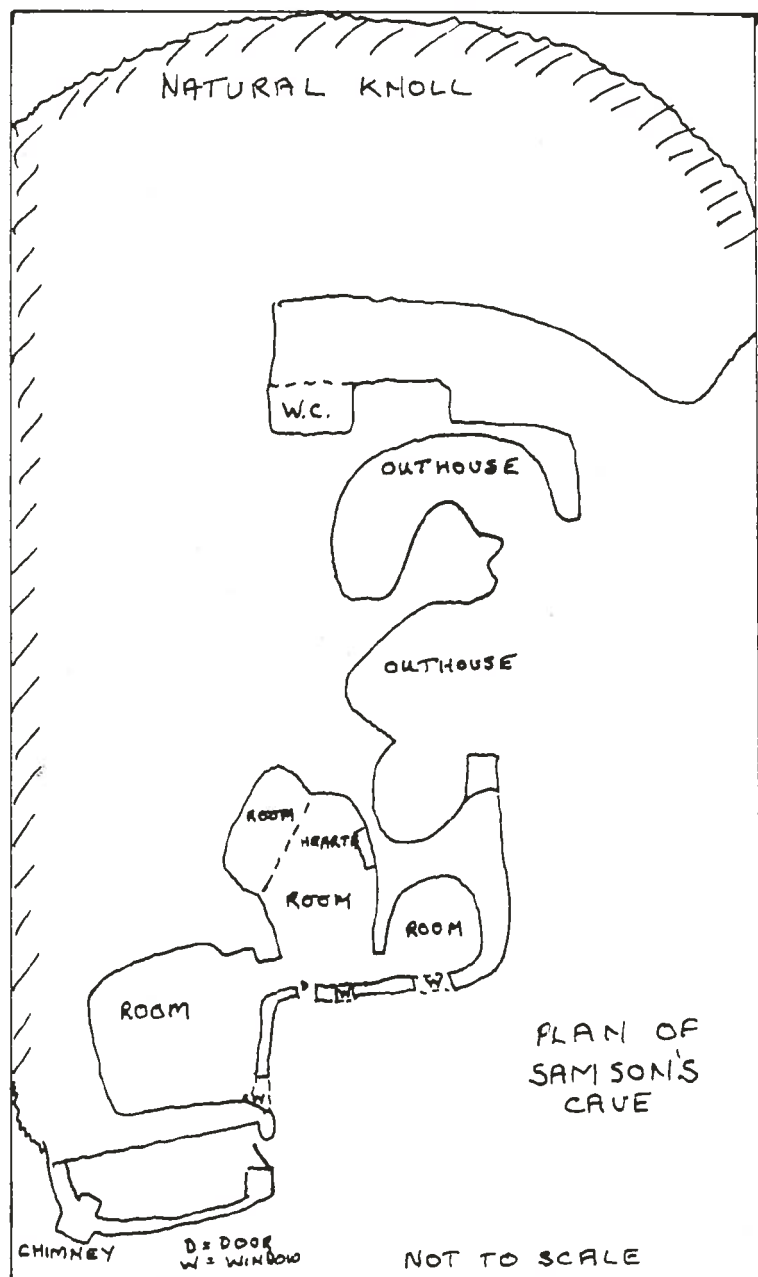 NATURAL KNOLL
W.C.
OUTHOUSE
OUTHOUSE
ROOM
HEARTH
ROOM
ROOM
ROOM
D
W
W
W
PLAN OF
SAMSON'S
CAVE
CHIMNEY
D = DOOR
W = WINDOW
NOT TO SCALE